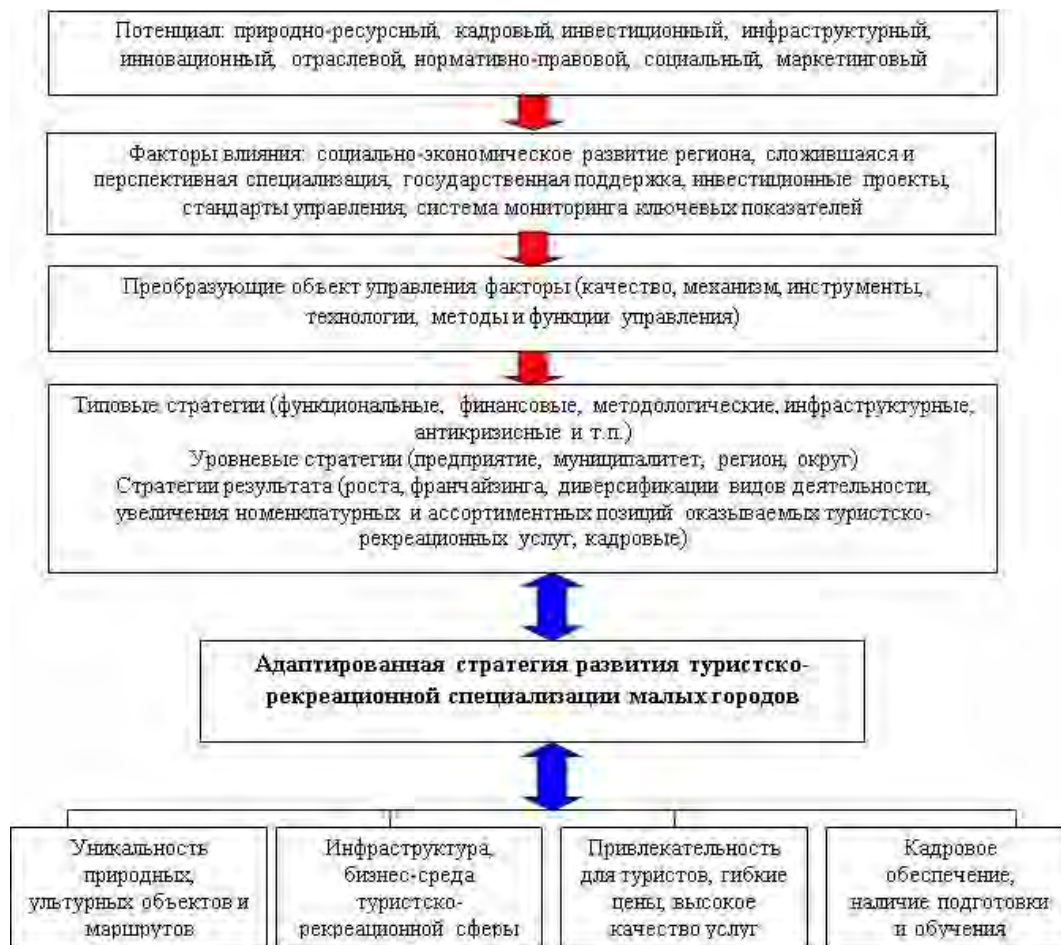 Потенциал: природно-ресурсный, кадровый, инвестиционный, инфраструктурный,
инновационный, отраслевой, нормативно-правовой, социальный, маркетинговый
Факторы влияния: социально-экономическое развитие региона, сложившаяся и
перспективная специализация, государственная поддержка, инвестиционные проекты,
стандарты управления, система мониторинга ключевых показателей
Преобразующие объект управления факторы (качество, механизм, инструменты,
технологии, методы и функции управления)
Типовые стратегии (функциональные, финансовые, методологические, инфраструктурные,
антикризисные и т.п.)
Уровневые стратегии (предприятие, муниципалитет, регион, округ)
Стратегии результата (роста, франчайзинга, диверсификации видов деятельности,
увеличения номенклатурных и ассортиментных позиций оказываемых туристско-
рекреационных услуг, кадровые)
Адаптированная стратегия развития туристско-
рекреационной специализации малых городов
Уникальность
природных,
ультурных объектов и
маршрутов
Инфраструктура,
бизнес-среда
туристско-
рекреационной сферы
Привлекательность
для туристов, гибкие
цены, высокое
качество услуг
Кадровое
обеспечение,
наличие подготовки
и обучения